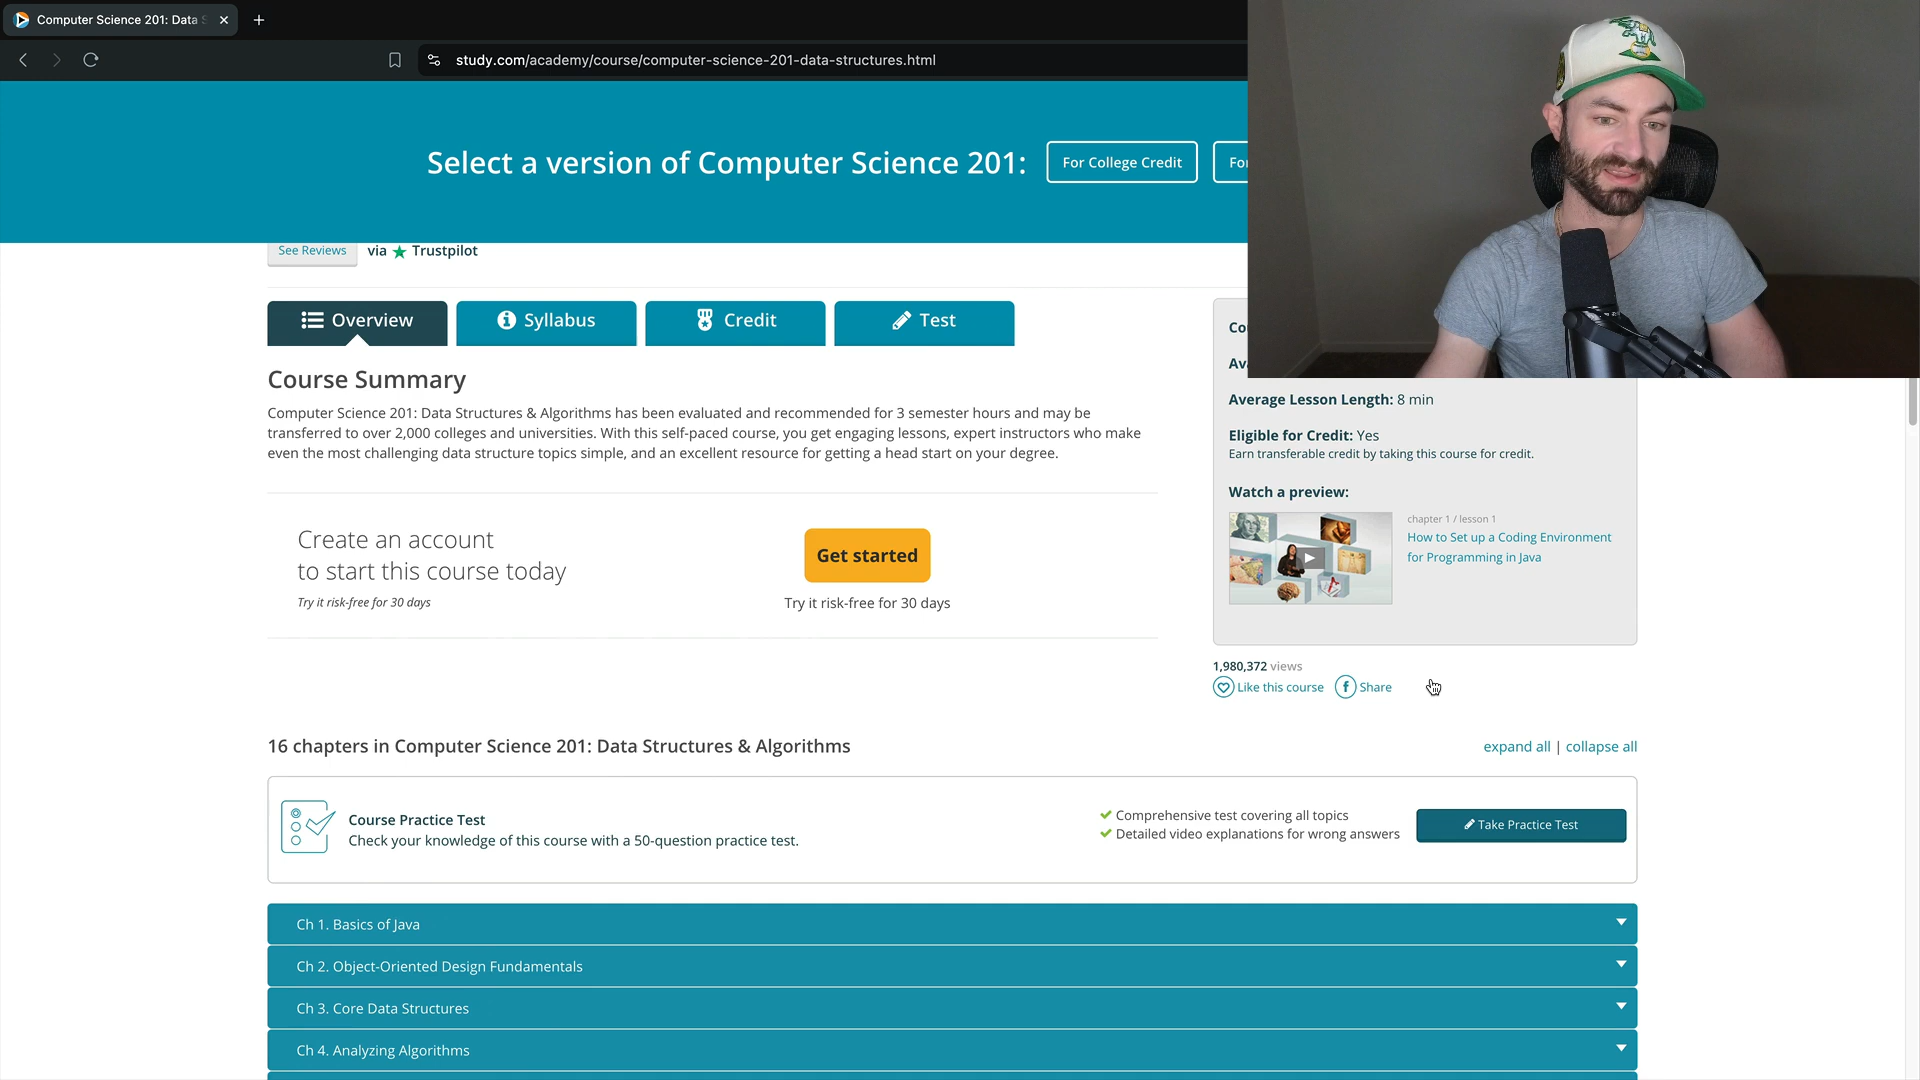 Computer Science 201: Data S
study.com/academy/course/computer-science-201-data-structures.html
Select a version of Computer Science 201:
For College Credit
See Reviews via Trustpilot
Overview
Syllabus
Credit
Test
Course Summary
Computer Science 201: Data Structures & Algorithms has been evaluated and recommended for 3 semester hours and may be
transferred to over 2,000 colleges and universities. With this self-paced course, you get engaging lessons, expert instructors who make
even the most challenging data structure topics simple, and an excellent resource for getting a head start on your degree.
Create an account
to start this course today
Try it risk-free for 30 days
Get started
Try it risk-free for 30 days
Average Lesson Length: 8 min
Eligible for Credit: Yes
Earn transferable credit by taking this course for credit.
Watch a preview:
chapter 1 / lesson 1
How to Set up a Coding Environment
for Programming in Java
1,980,372 views
Like this course
Share
16 chapters in Computer Science 201: Data Structures & Algorithms
expand all | collapse all
Course Practice Test
Check your knowledge of this course with a 50-question practice test.
Comprehensive test covering all topics
Detailed video explanations for wrong answers
Take Practice Test
Ch 1. Basics of Java
Ch 2. Object-Oriented Design Fundamentals
Ch 3. Core Data Structures
Ch 4. Analyzing Algorithms